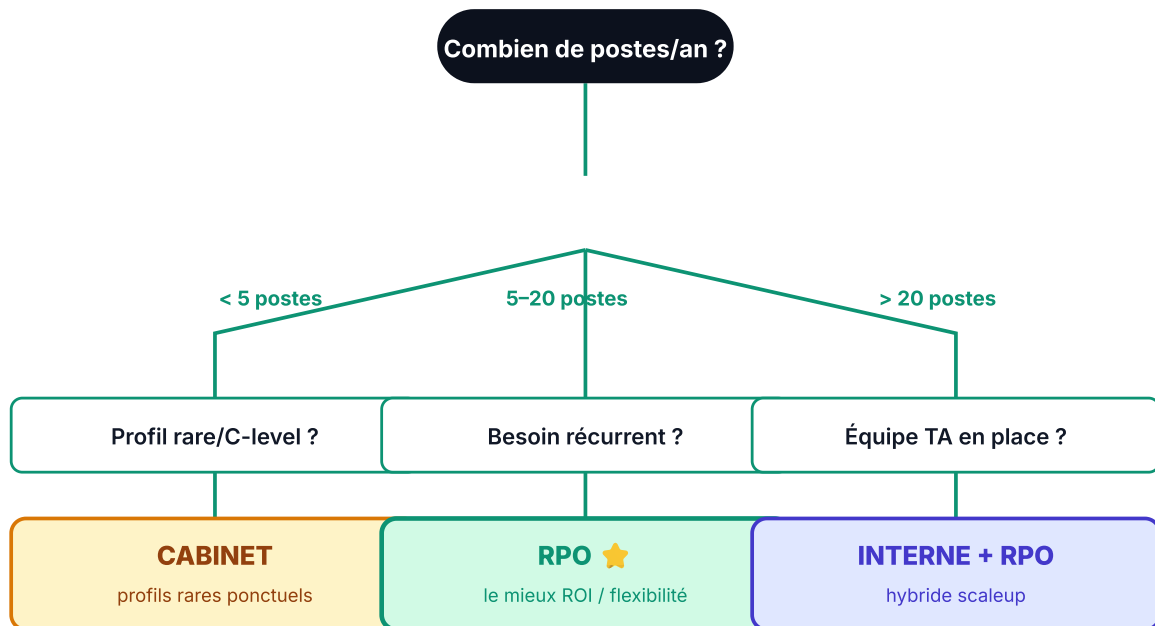 Combien de postes/an ?
< 5 postes
5–20 postes
> 20 postes
Profil rare/C-level ?
Besoin récurrent ?
Équipe TA en place ?
CABINET
profils rares ponctuels
RPO ⭐
le mieux ROI / flexibilité
INTERNE + RPO
hybride scaleup